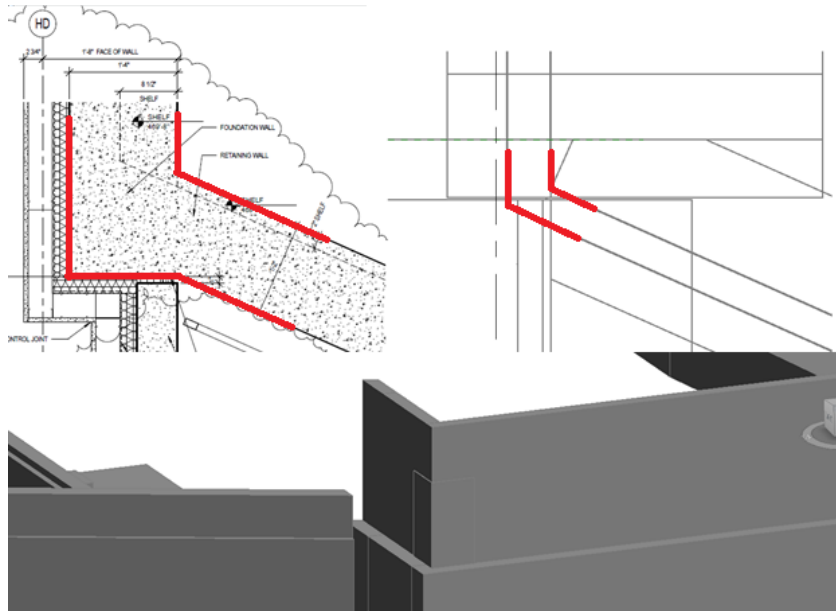 HD
2 3/4" 1'-8" FACE OF WALL
1'-4"
8 1/2"
SHELF
SHELF
FOUNDATION WALL
RETAINING WALL
SHELF
SHELF
ONTROL JOINT